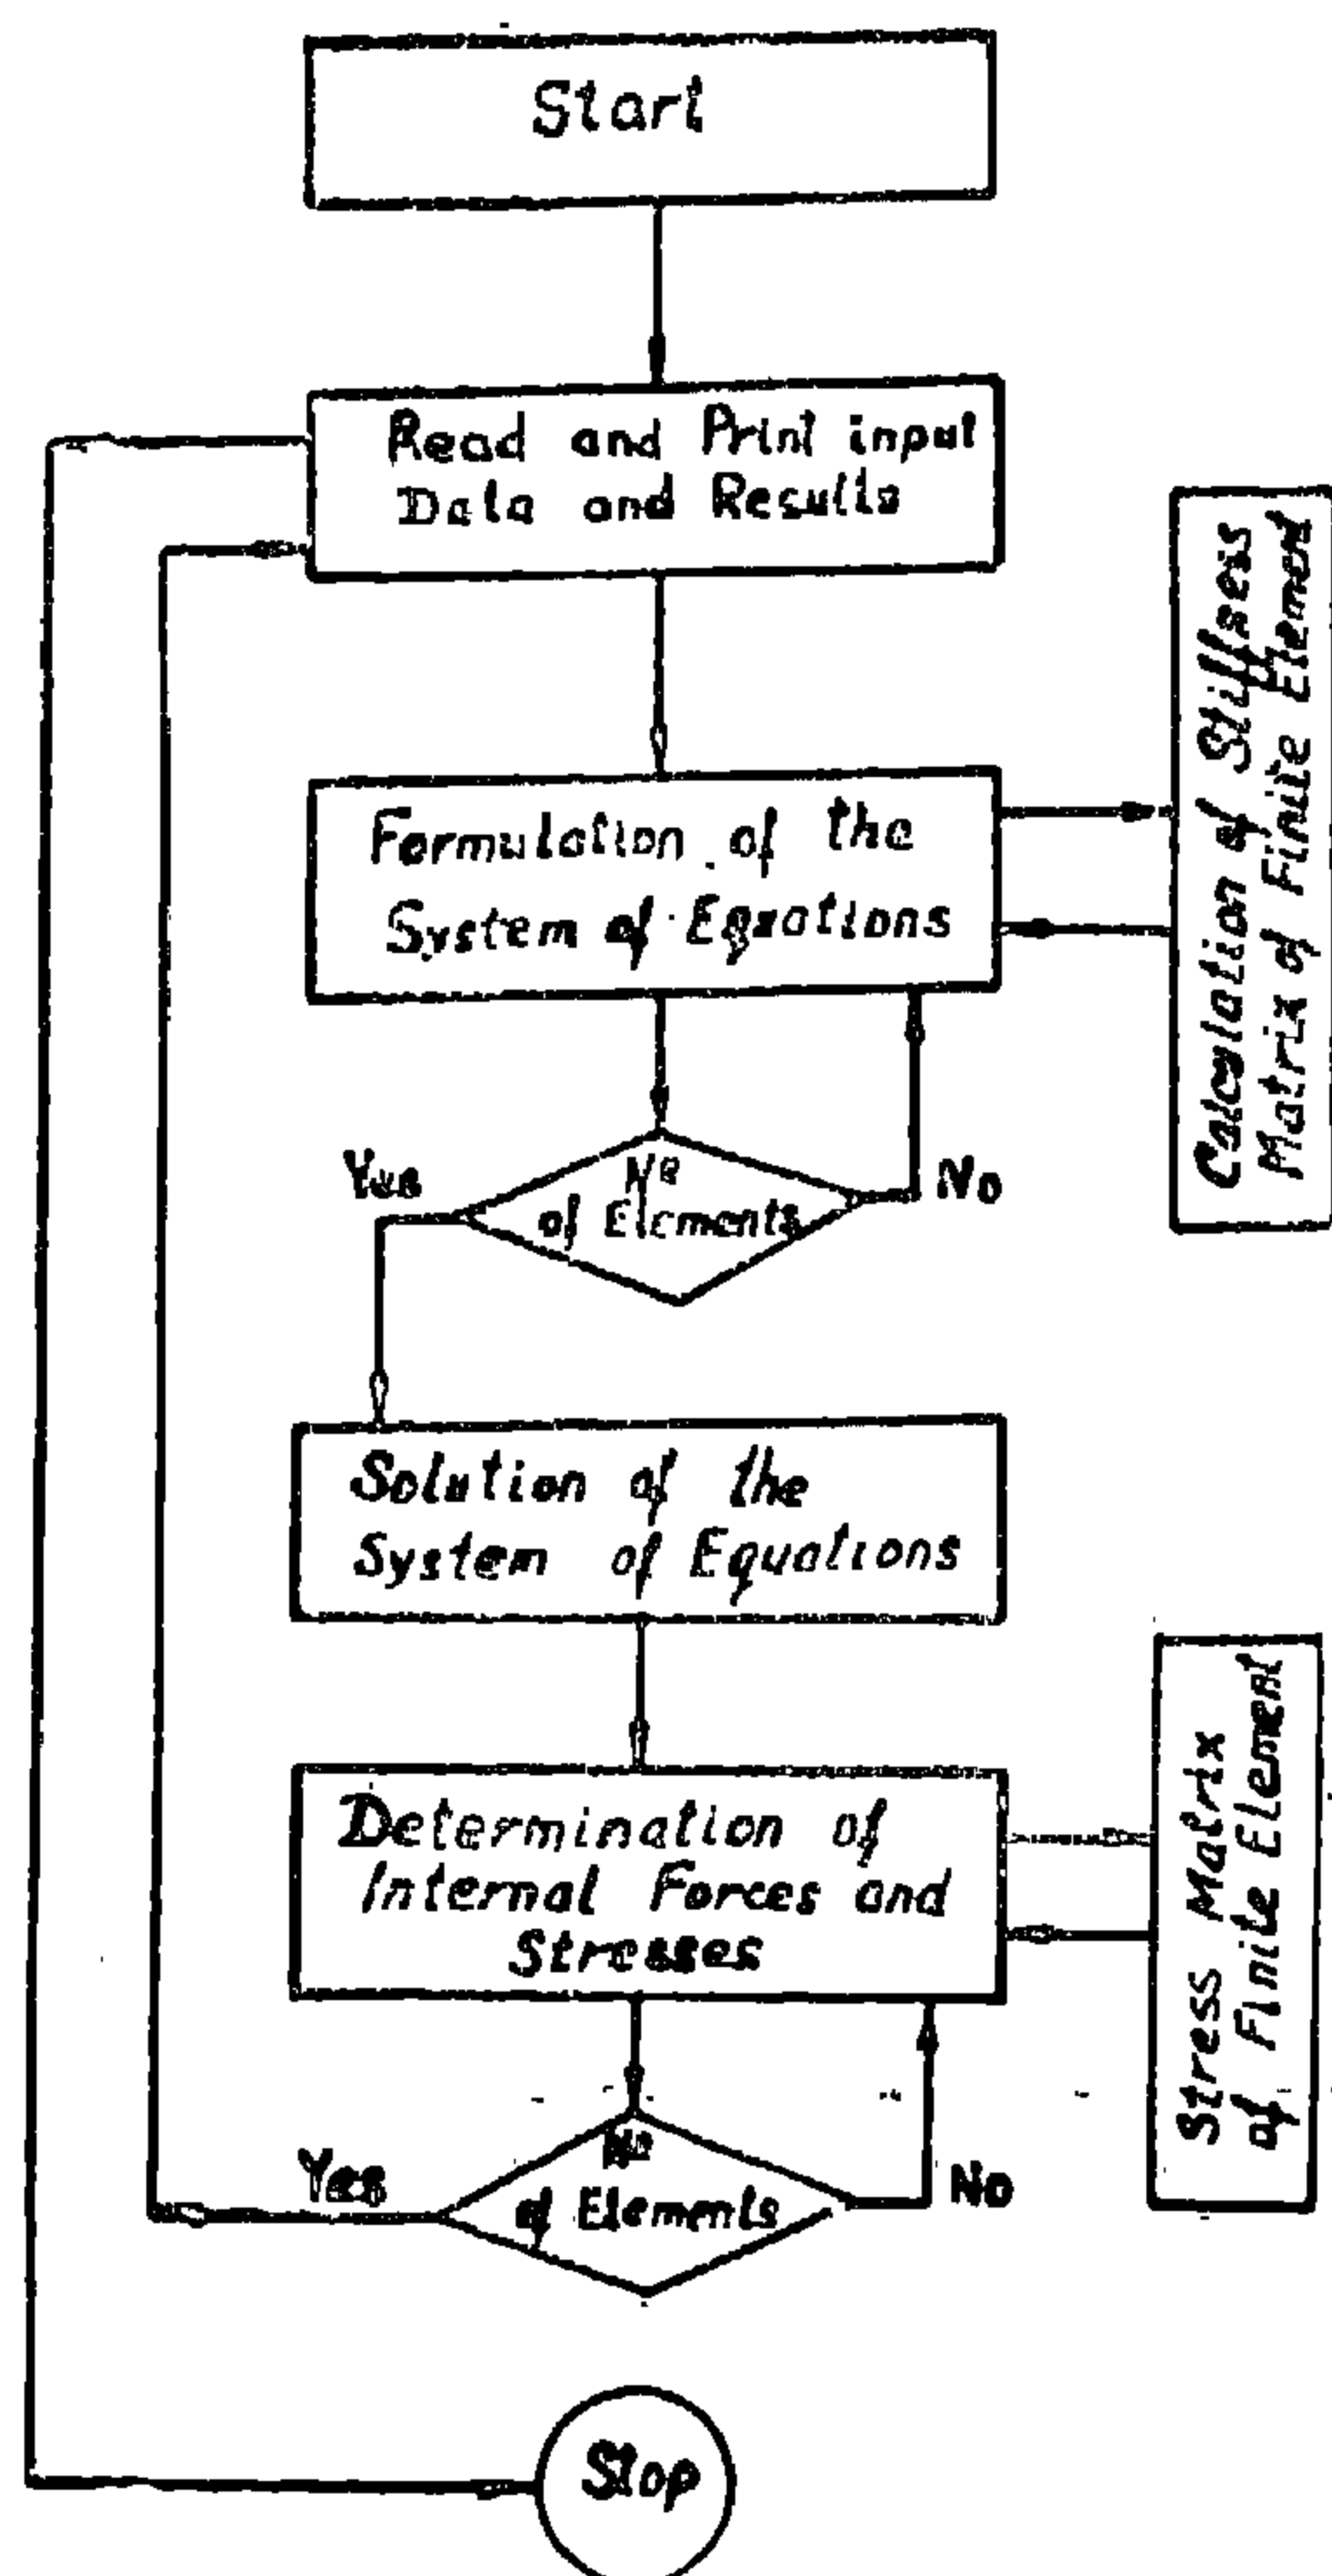 Start
Read and Print input
Data and Results
Formulation of the
System of Equations
Calculation of Stiffness
Matrix of Finite Element
Yes
No
Nº
of Elements
Solution of the
System of Equations
Determination of
Internal Forces and
Stresses
Stress Matrix
of Finite Element
Yes
No
Nº
of Elements
Stop